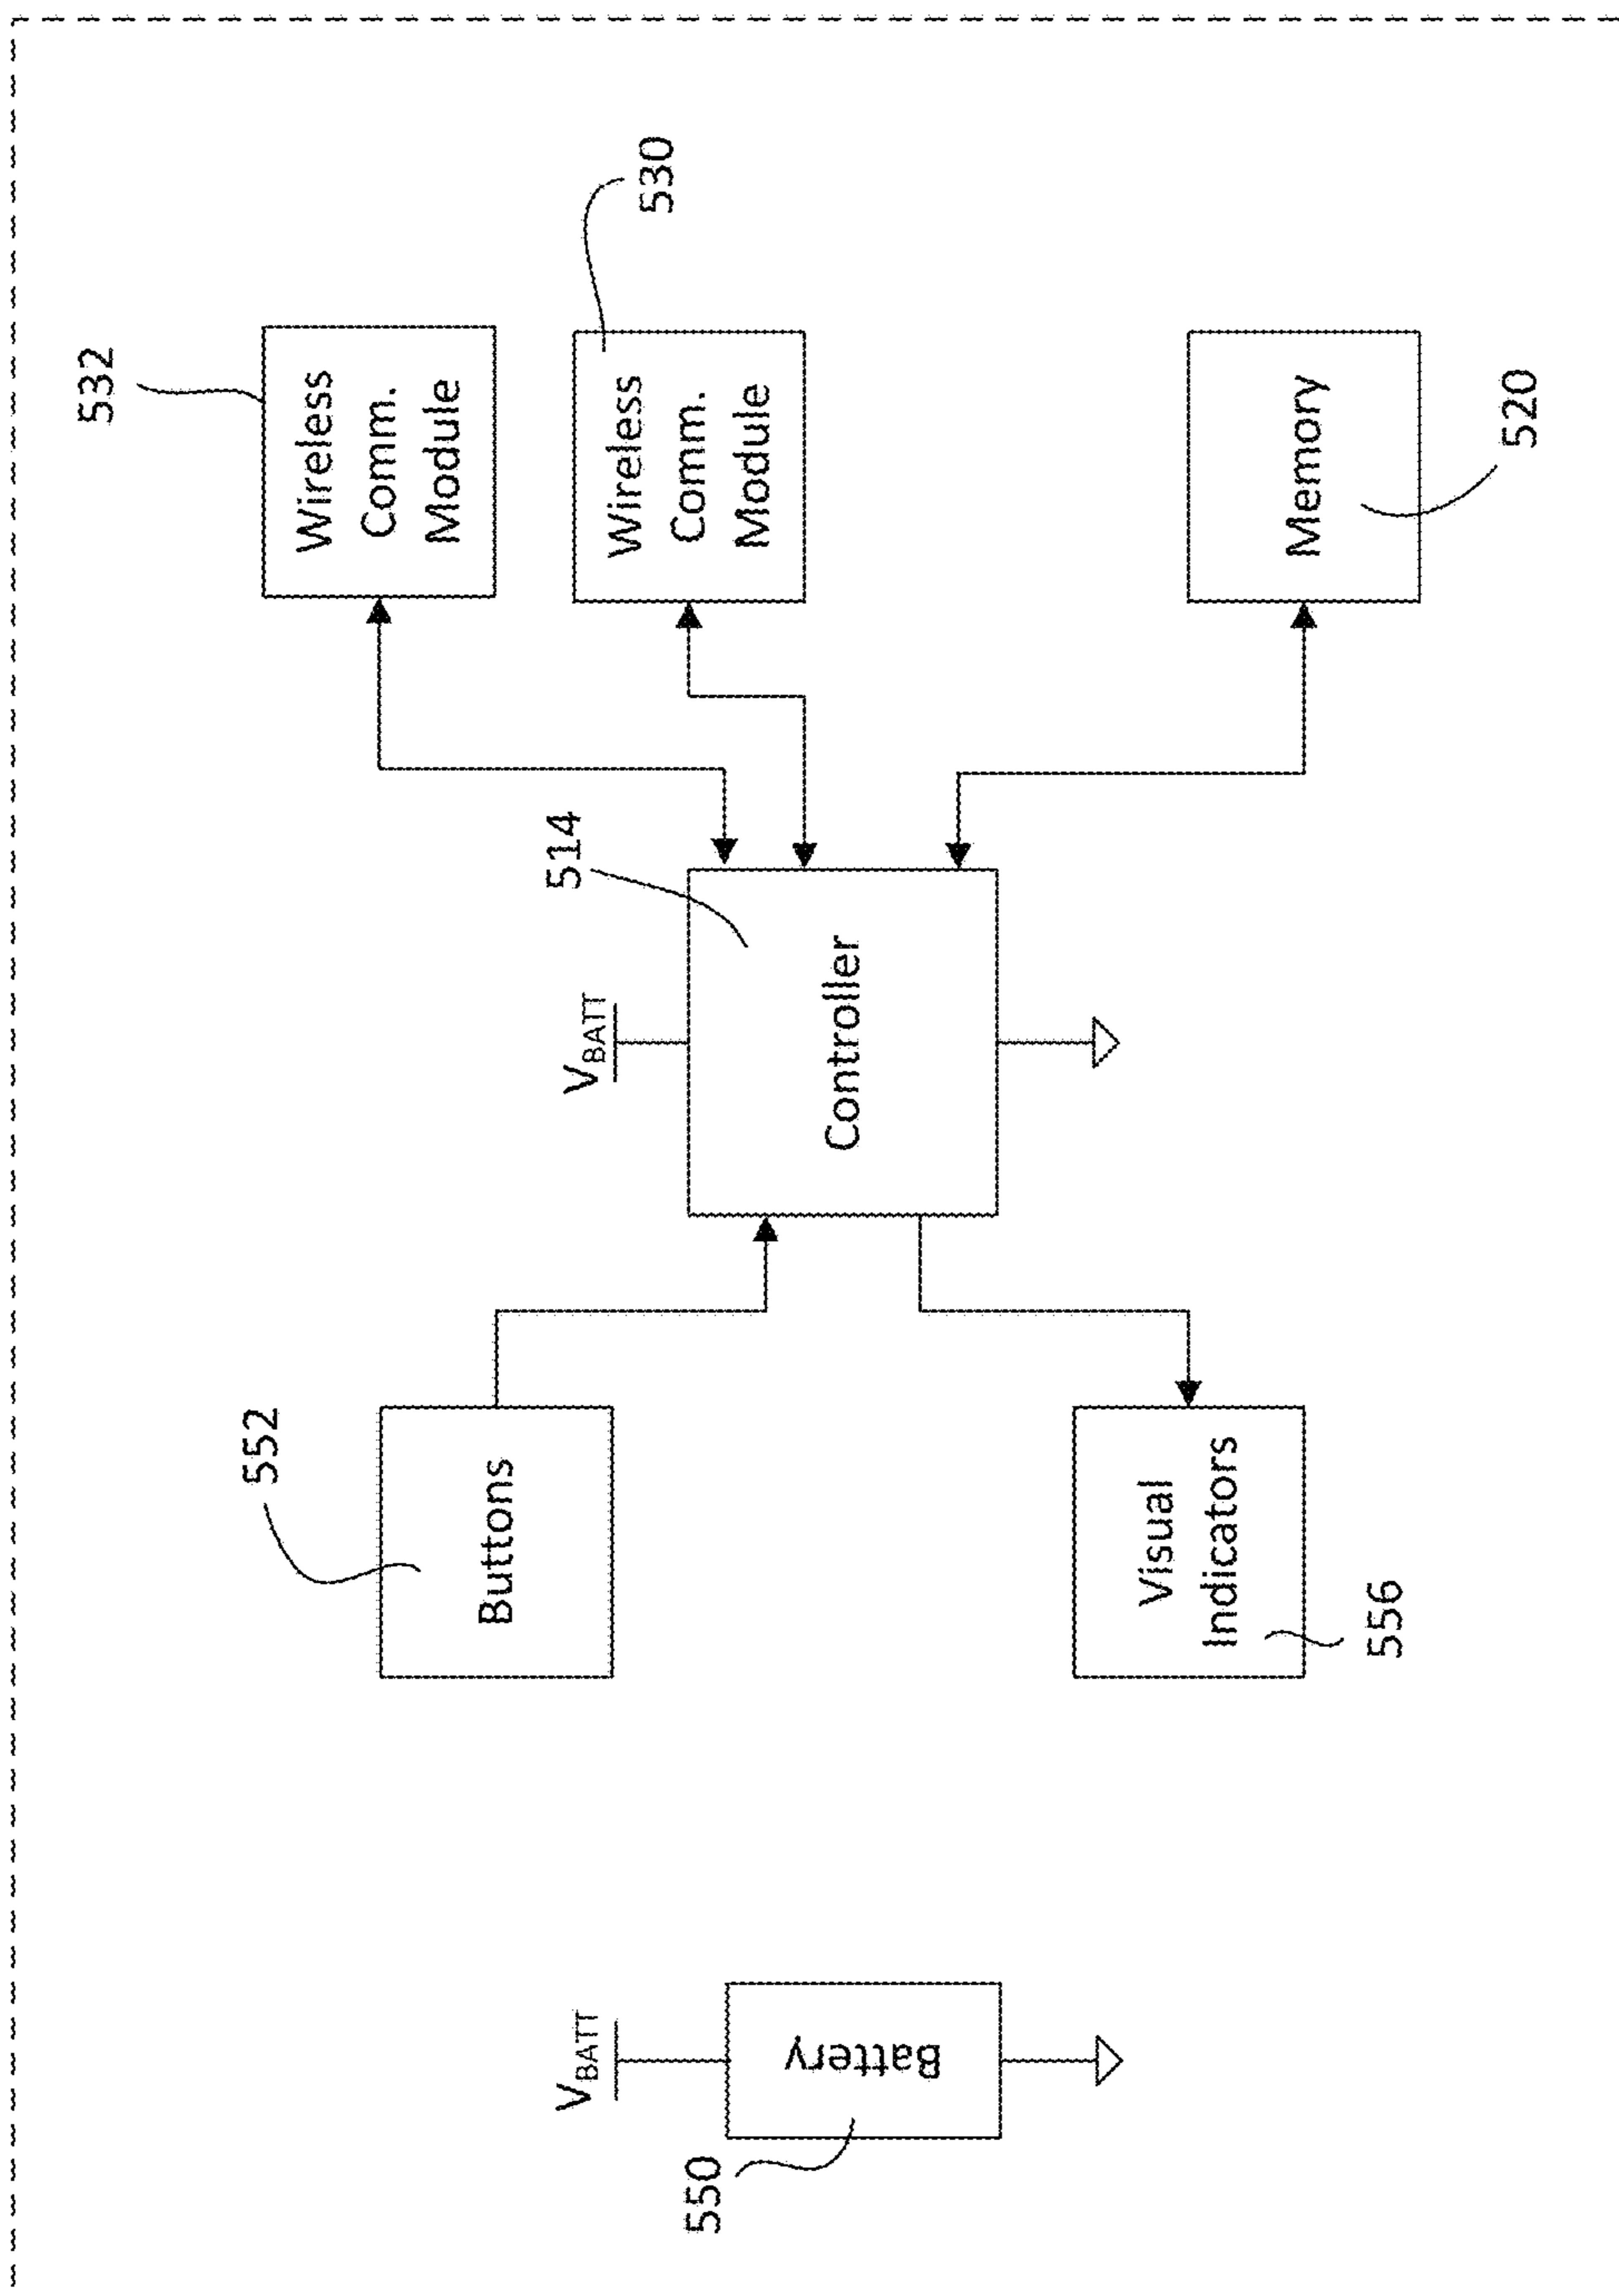 532
Wireless
Comm.
Module
530
Wireless
Comm.
Module
514
VBATT
Controller
Memory
520
552
Buttons
Visual
Indicators
556
VBATT
Battery
550